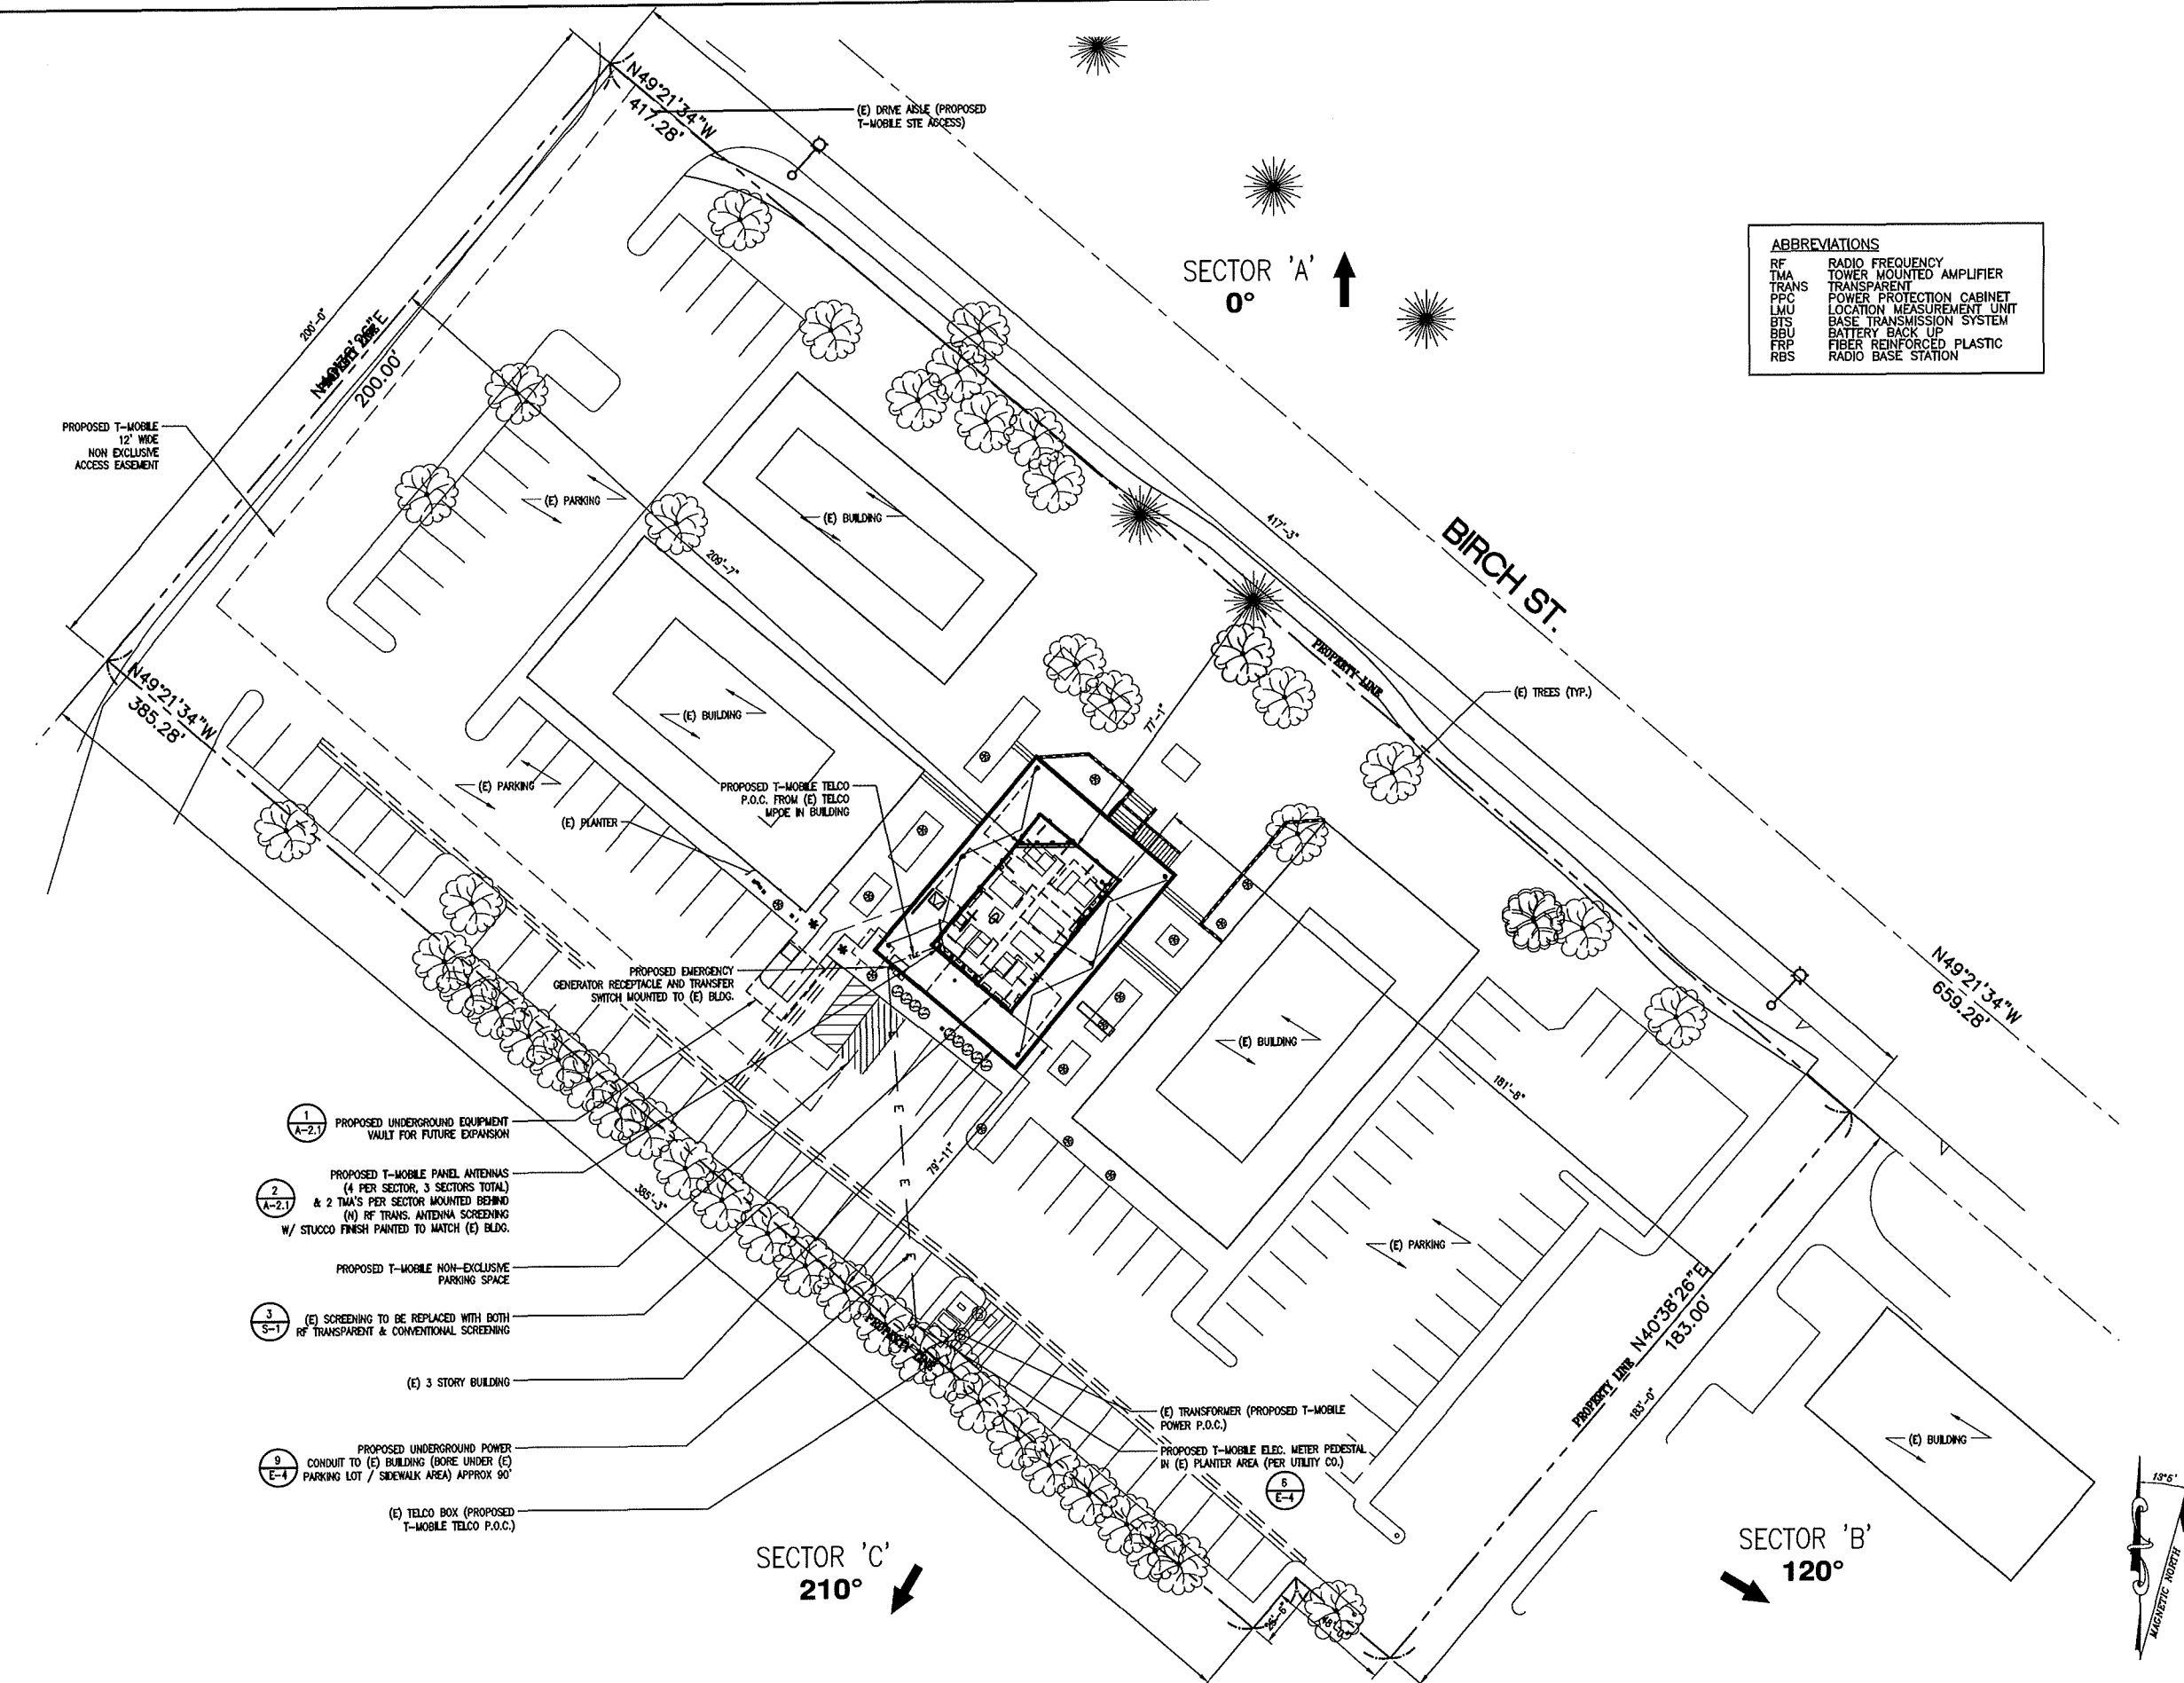 N49°21'34"W
417.28'
(E) DRIVE AISLE (PROPOSED
T-MOBILE STE ACCESS)
SECTOR 'A'
0°
ABBREVIATIONS
RF RADIO FREQUENCY
TMA TOWER MOUNTED AMPLIFIER
TRANS TRANSPARENT
PPC POWER PROTECTION CABINET
LMU LOCATION MEASUREMENT UNIT
BTS BASE TRANSMISSION SYSTEM
BBU BATTERY BACK UP
FRP FIBER REINFORCED PLASTIC
RBS RADIO BASE STATION
200'-0"
200.00'
PROPOSED T-MOBILE
12' WIDE
NON EXCLUSIVE
ACCESS EASEMENT
(E) PARKING
(E) BUILDING
417'-3"
BIRCH ST.
209'-7"
PROPERTY LINE
N49°21'34"W
385.28'
(E) TREES (TYP.)
77'-1"
(E) BUILDING
(E) PARKING
PROPOSED T-MOBILE TELCO
P.O.C. FROM (E) TELCO
MPOE IN BUILDING
(E) PLANTER
PROPOSED EMERGENCY
GENERATOR RECEPTACLE AND TRANSFER
SWITCH MOUNTED TO (E) BLDG.
N49°21'34"W
659.28'
(E) BUILDING
181'-8"
1
A-2.1
PROPOSED UNDERGROUND EQUIPMENT
VAULT FOR FUTURE EXPANSION
E
E
E
E
79'-11"
2
A-2.1
PROPOSED T-MOBILE PANEL ANTENNAS
(4 PER SECTOR, 3 SECTORS TOTAL)
& 2 TMA'S PER SECTOR MOUNTED BEHIND
(N) RF TRANS. ANTENNA SCREENING
W/ STUCCO FINISH PAINTED TO MATCH (E) BLDG.
385'-3"
PROPOSED T-MOBILE NON-EXCLUSIVE
PARKING SPACE
(E) PARKING
3
S-1
(E) SCREENING TO BE REPLACED WITH BOTH
RF TRANSPARENT & CONVENTIONAL SCREENING
PROPERTY LINE
(E) 3 STORY BUILDING
PROPERTY LINE N40°38'26"E
183.00'
183'-0"
(E) TRANSFORMER (PROPOSED T-MOBILE
POWER P.O.C.)
PROPOSED T-MOBILE ELEC. METER PEDESTAL
IN (E) PLANTER AREA (PER UTILITY CO.)
E-4
(E) BUILDING
9
E-4
PROPOSED UNDERGROUND POWER
CONDUIT TO (E) BUILDING (BORE UNDER (E)
PARKING LOT / SIDEWALK AREA) APPROX 90'
(E) TELCO BOX (PROPOSED
T-MOBILE TELCO P.O.C.)
SECTOR 'C'
210°
SECTOR 'B'
120°
13°5'
MAGNETIC NORTH
26'-6"